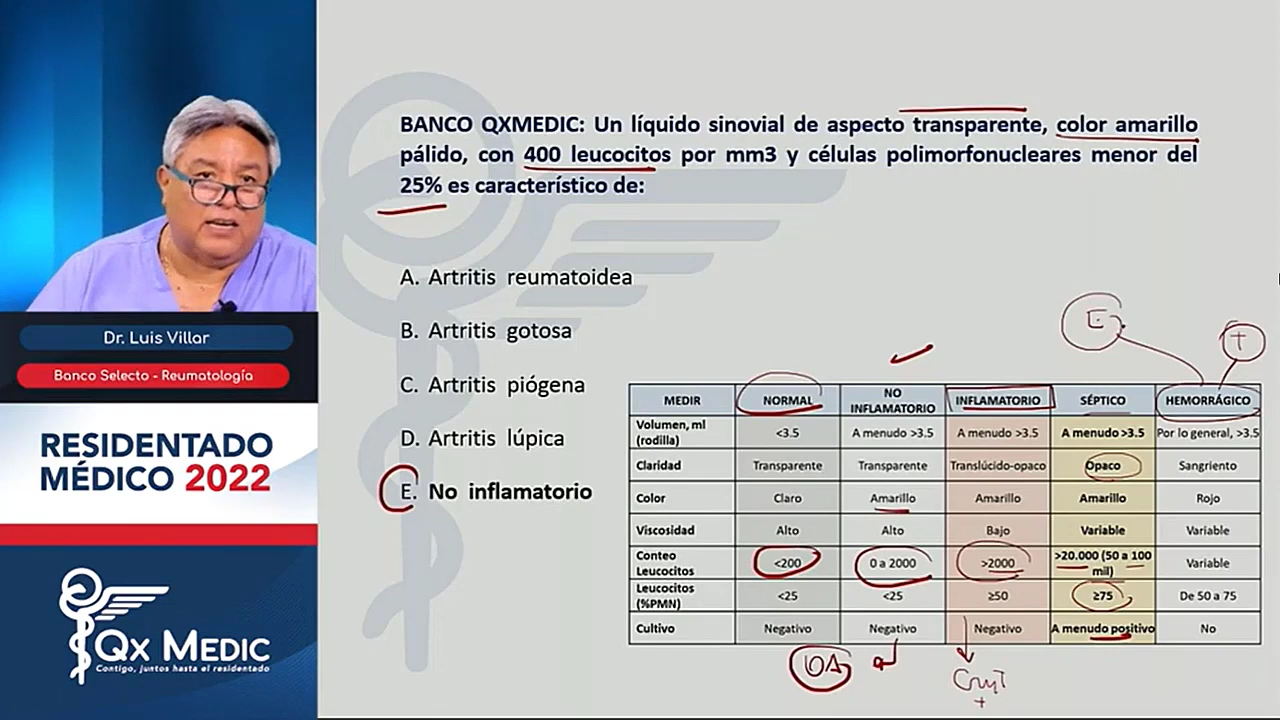 BANCO QXMEDIC: Un líquido sinovial de aspecto transparente, color amarillo
pálido, con 400 leucocitos por mm3 y células polimorfonucleares menor del
25% es característico de:
A. Artritis reumatoidea
B. Artritis gotosa
C. Artritis piógena
D. Artritis lúpica
E. No inflamatorio
Dr. Luis Villar
Banco Selecto - Reumatología
RESIDENTADO
MÉDICO 2022
QX MEDIC
Contigo, juntos hasta el residentado
E.
T
MEDIR NORMAL NO INFLAMATORIO INFLAMATORIO SÉPTICO HEMORRÁGICO
Volumen, ml (rodilla) <3.5 A menudo >3.5 A menudo >3.5 A menudo >3.5 Por lo general, >3.5
Claridad Transparente Transparente Translúcido-opaco Opaco Sangriento
Color Claro Amarillo Amarillo Amarillo Rojo
Viscosidad Alto Alto Bajo Variable Variable
Conteo Leucocitos <200 0 a 2000 >2000 >20.000 (50 a 100 mil) Variable
Leucocitos (%PMN) <25 <25 ≥50 ≥75 De 50 a 75
Cultivo Negativo Negativo Negativo A menudo positivo No
OA